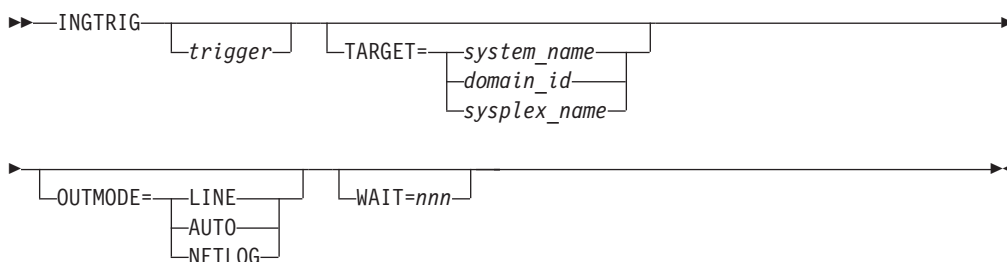 INGTRIG
trigger
TARGET=
system_name
domain_id
sysplex_name
OUTMODE=
LINE
AUTO
NETLOG
WAIT=nnn